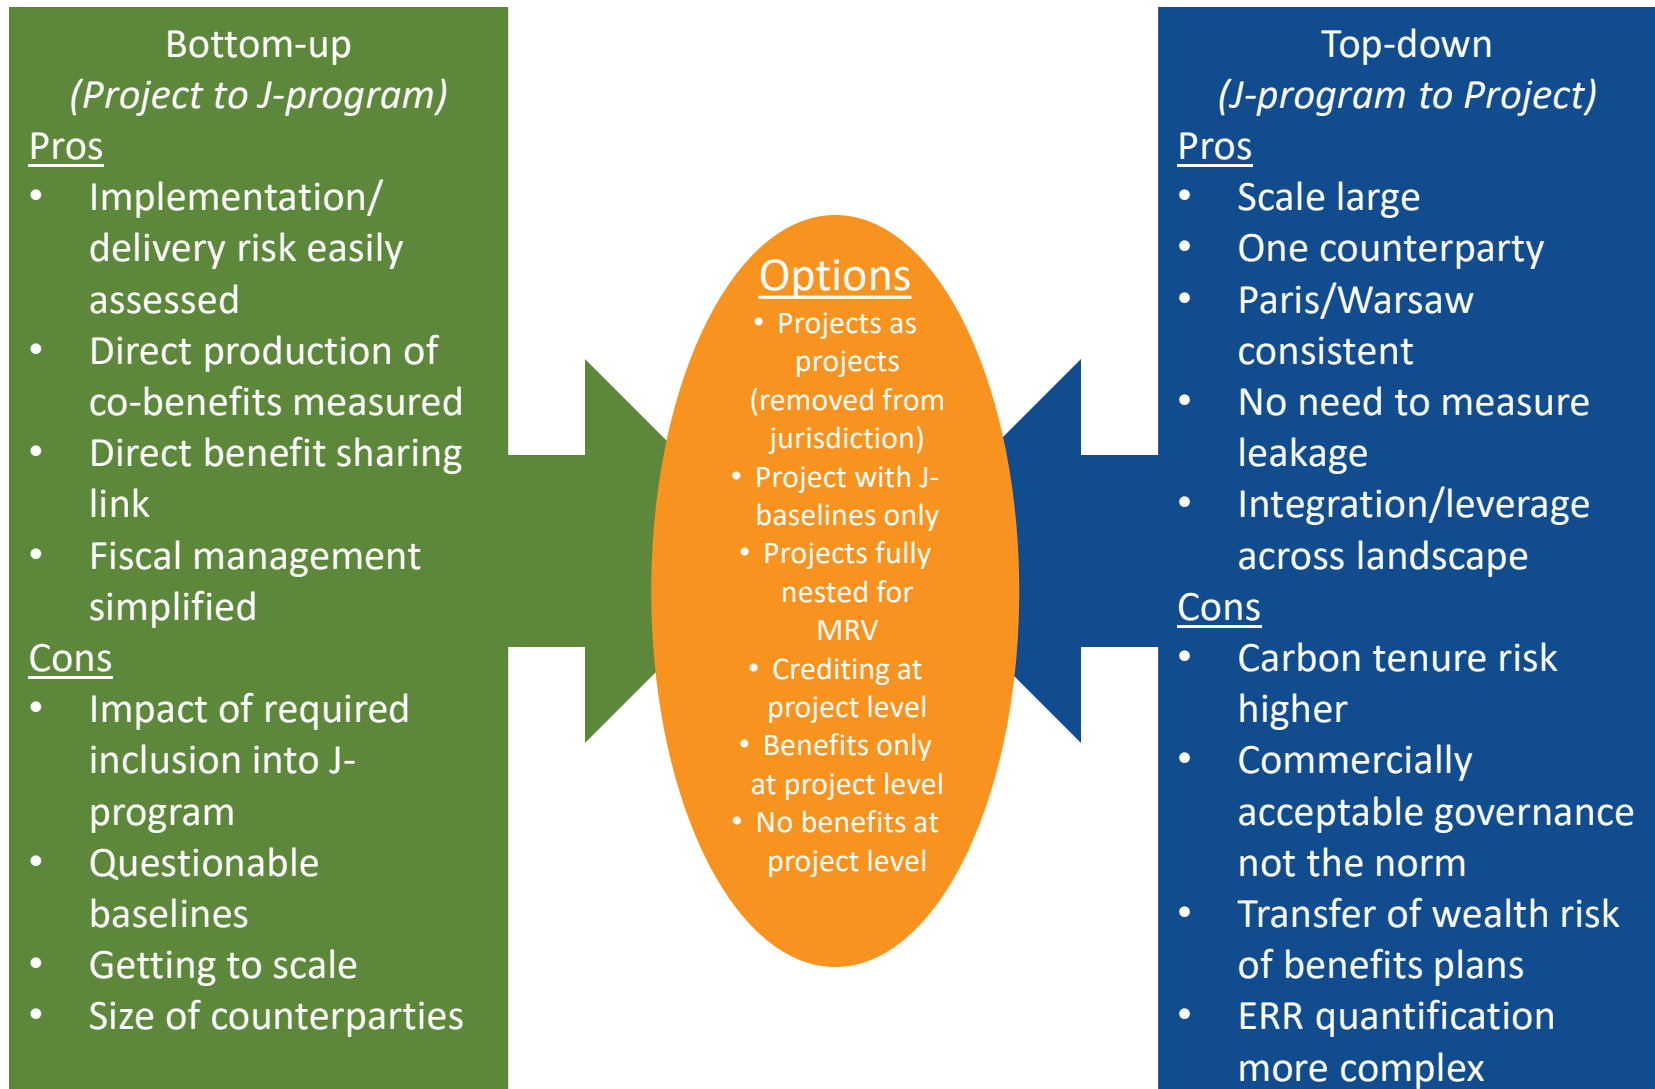 Bottom-up
(Project to J-program)
Pros
• Implementation/
delivery risk easily
assessed
• Direct production of
co-benefits measured
• Direct benefit sharing
link
• Fiscal management
simplified
Cons
• Impact of required
inclusion into J-
program
• Questionable
baselines
• Getting to scale
• Size of counterparties
Options
• Projects as
projects
(removed from
jurisdiction)
• Project with J-
baselines only
• Projects fully
nested for
MRV
• Crediting at
project level
• Benefits only
at project level
• No benefits at
project level
Top-down
(J-program to Project)
Pros
• Scale large
• One counterparty
• Paris/Warsaw
consistent
• No need to measure
leakage
• Integration/leverage
across landscape
Cons
• Carbon tenure risk
higher
• Commercially
acceptable governance
not the norm
• Transfer of wealth risk
of benefits plans
• ERR quantification
more complex